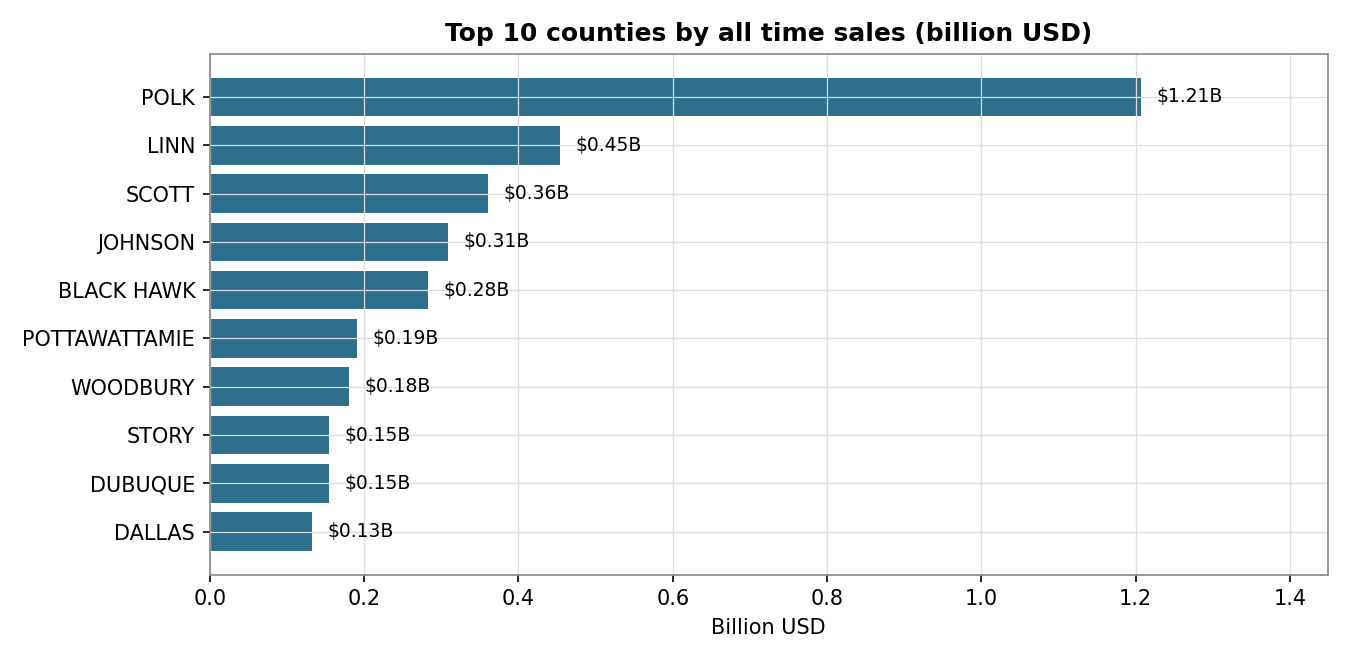 Top 10 counties by all time sales (billion USD)
POLK $1.21B
LINN $0.45B
SCOTT $0.36B
JOHNSON $0.31B
BLACK HAWK $0.28B
POTTAWATTAMIE $0.19B
WOODBURY $0.18B
STORY $0.15B
DUBUQUE $0.15B
DALLAS $0.13B
0.0 0.2 0.4 0.6 0.8 1.0 1.2 1.4
Billion USD